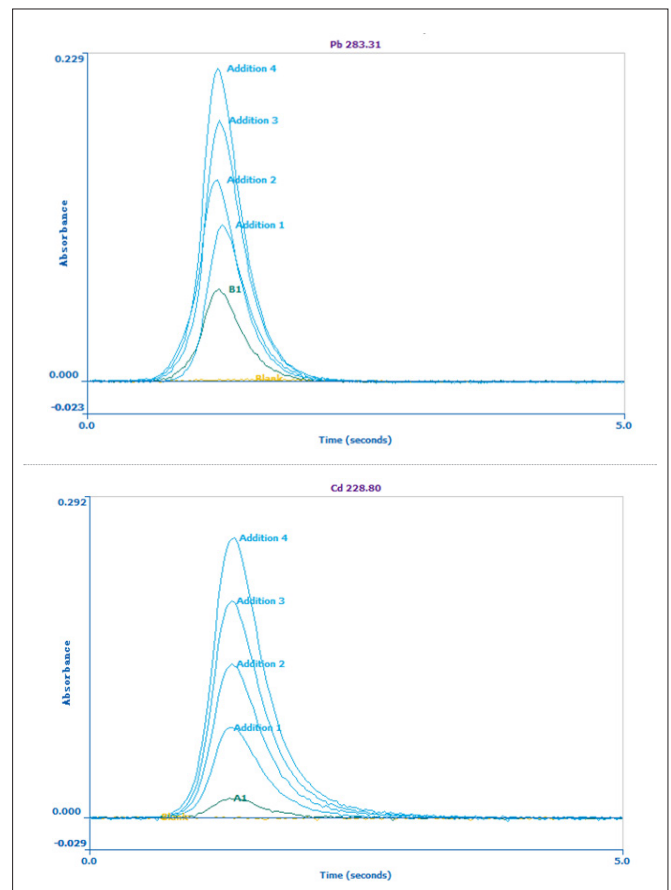 Pb 283.31
0.229
Addition 4
Addition 3
Addition 2
Addition 1
B1
Absorbance
0.000
Blank
-0.023
0.0
5.0
Time (seconds)
Cd 228.80
0.292
Addition 4
Addition 3
Addition 2
Addition 1
A1
Absorbance
0.000
-0.029
0.0
5.0
Time (seconds)